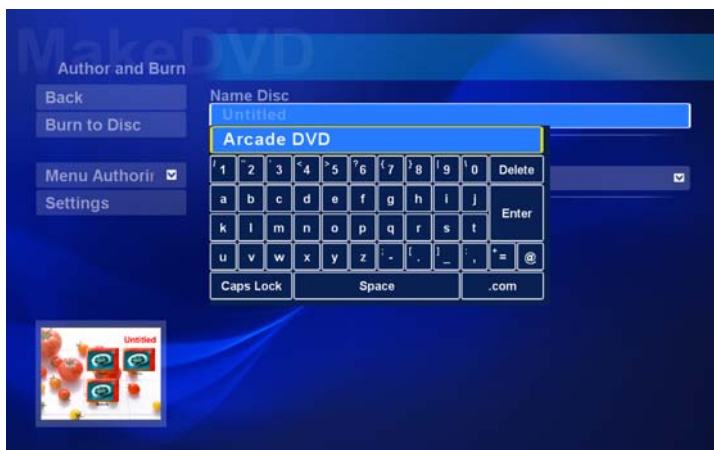 MakeDVD
Author and Burn
Back
Name Disc
Untitled
Burn to Disc
Arcade DVD
Menu Authorir
Settings
1 2 3 4 5 6 7 8 9 0 Delete
a b c d e f g h i j
Enter
k l m n o p q r s t
u v w x y z - . _ , = @
Caps Lock Space .com
Untitled